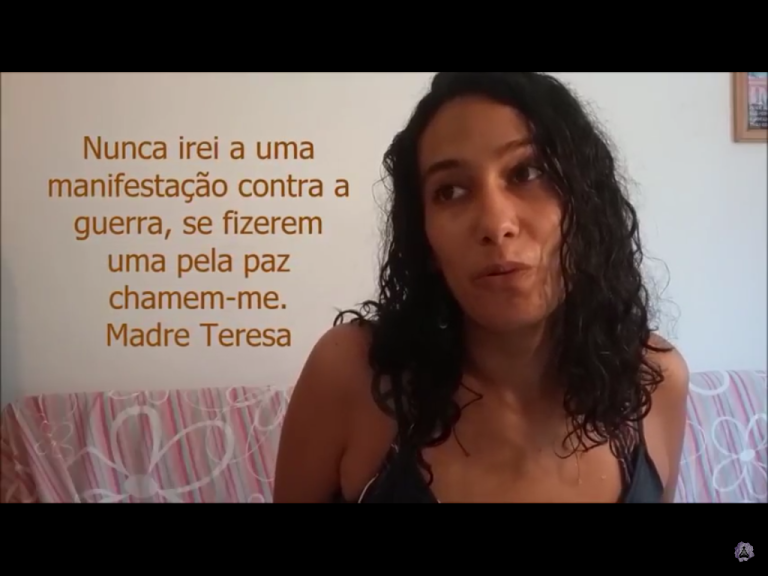 Nunca irei a uma
manifestação contra a
guerra, se fizerem
uma pela paz
chamem-me.
Madre Teresa